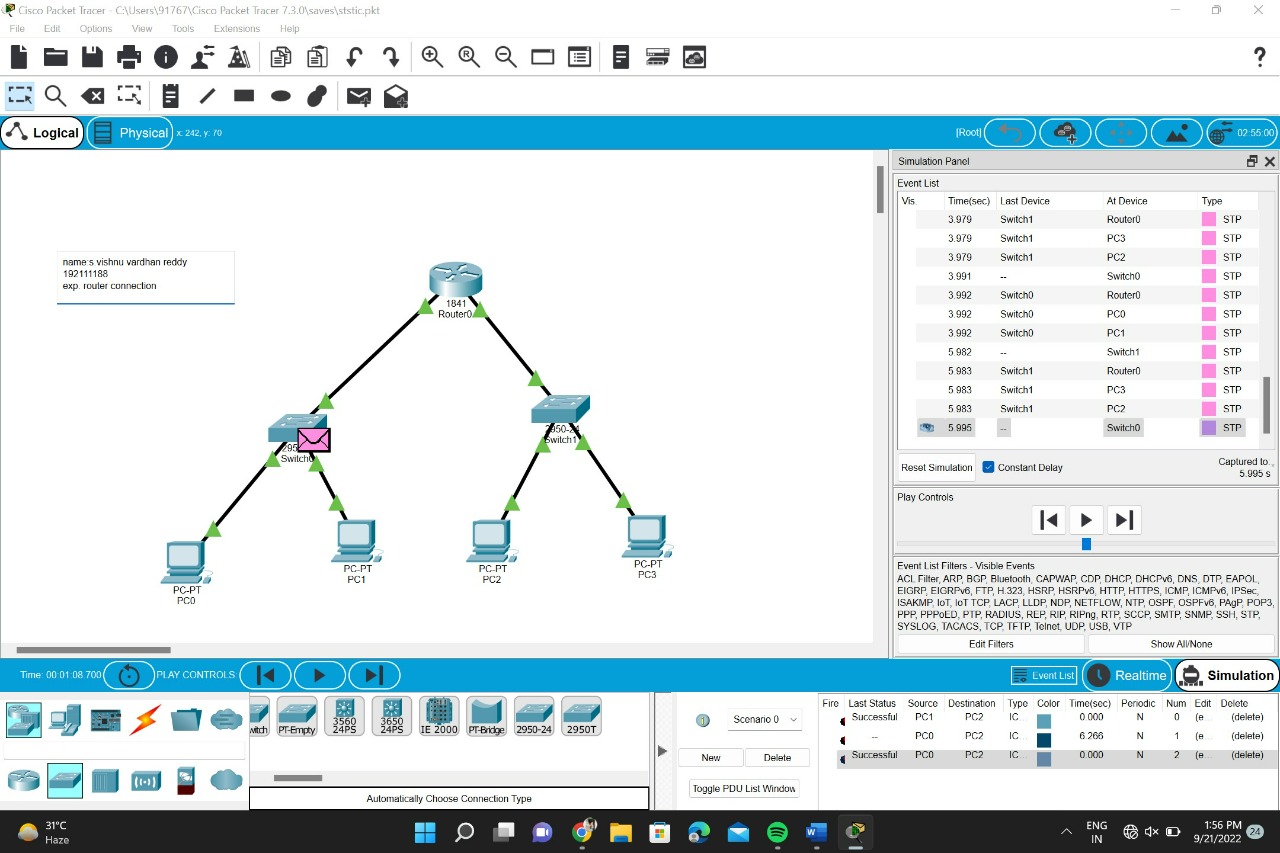 Cisco Packet Tracer - C:\Users\91767\Cisco Packet Tracer 7.3.0\saves\ststic.pkt
File Edit Options View Tools Extensions Help
Logical Physical x: 242, y: 70 [Root] 02:55:00
name:s.vishnu vardhan reddy
192111188
exp. router connection
1841
Router0
Switch0
2950-24
Switch1
PC-PT
PC0
PC-PT
PC1
PC-PT
PC2
PC-PT
PC3
Simulation Panel
Event List
Vis. Time(sec) Last Device At Device Type
3.979 Switch1 Router0 STP
3.979 Switch1 PC3 STP
3.979 Switch1 PC2 STP
3.991 -- Switch0 STP
3.992 Switch0 Router0 STP
3.992 Switch0 PC0 STP
3.992 Switch0 PC1 STP
5.982 -- Switch1 STP
5.983 Switch1 Router0 STP
5.983 Switch1 PC3 STP
5.983 Switch1 PC2 STP
5.995 -- Switch0 STP
Reset Simulation Constant Delay Captured to..
5.995 s
Play Controls
Event List Filters - Visible Events
ACL Filter, ARP, BGP, Bluetooth, CAPWAP, CDP, DHCP, DHCPv6, DNS, DTP, EAPOL,
EIGRP, EIGRPv6, FTP, H.323, HSRP, HSRPv6, HTTP, HTTPS, ICMP, ICMPv6, IPSec,
ISAKMP, IoT, IoT TCP, LACP, LLDP, NDP, NETFLOW, NTP, OSPF, OSPFv6, PAgP, POP3,
PPP, PPPoED, PTP, RADIUS, REP, RIP, RIPng, RTP, SCCP, SMTP, SNMP, SSH, STP,
SYSLOG, TACACS, TCP, TFTP, Telnet, UDP, USB, VTP
Edit Filters Show All/None
Time: 00:01:08.700 PLAY CONTROLS: Event List Realtime Simulation
witch PT-Empty 3560 24PS 3650 24PS IE 2000 PT-Bridge 2950-24 2950T
Automatically Choose Connection Type
Scenario 0
New Delete
Toggle PDU List Window
Fire Last Status Source Destination Type Color Time(sec) Periodic Num Edit Delete
Successful PC1 PC2 IC... 0.000 N 0 (e... (delete)
-- PC0 PC2 IC... 6.266 N 1 (e... (delete)
Successful PC0 PC2 IC... 0.000 N 2 (e... (delete)
31°C
Haze
ENG
IN
1:56 PM
9/21/2022
24